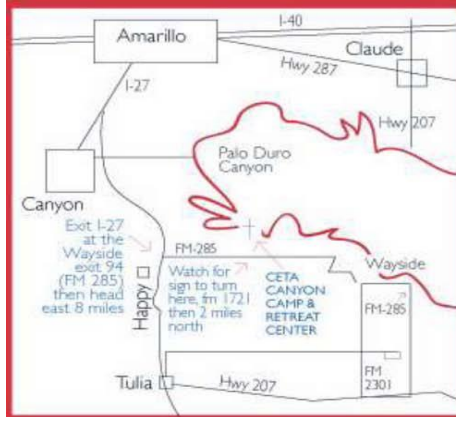 I-40
Amarillo
Claude
Hwy 287
I-27
Hwy 207
Palo Duro
Canyon
Canyon
Exit I-27
at the
Wayside
exit 94
(FM 285)
then head
east 8 miles
FM-285
Watch for
sign to turn
here, fm 1721
then 2 miles
north
CETA
CANYON
CAMP &
RETREAT
CENTER
Wayside
FM-285
Happy
FM
2301
Tulia
Hwy 207